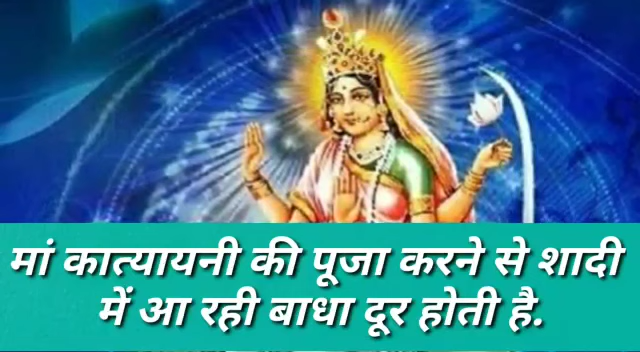 मां कात्यायनी की पूजा करने से शादी
में आ रही बाधा दूर होती है.